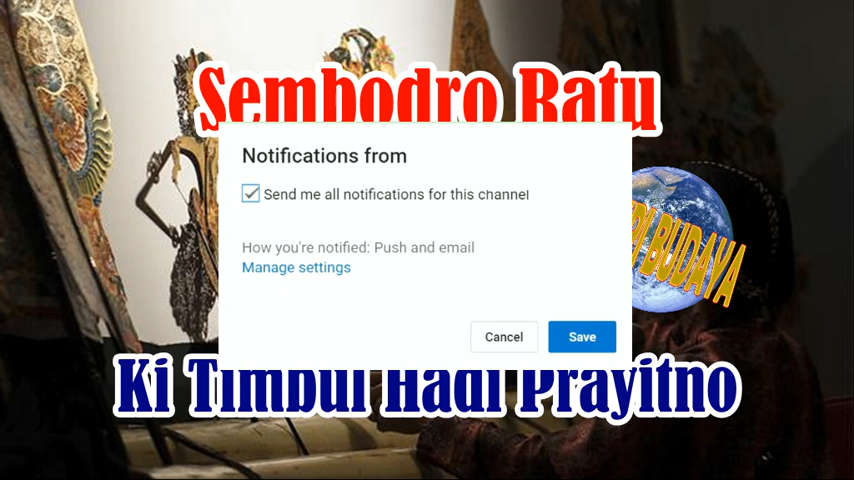 Sembodro Ratu
Notifications from
Send me all notifications for this channel
How you're notified: Push and email
Manage settings
Cancel
Save
BUDAYA
Ki Timbul Hadi Prayitno